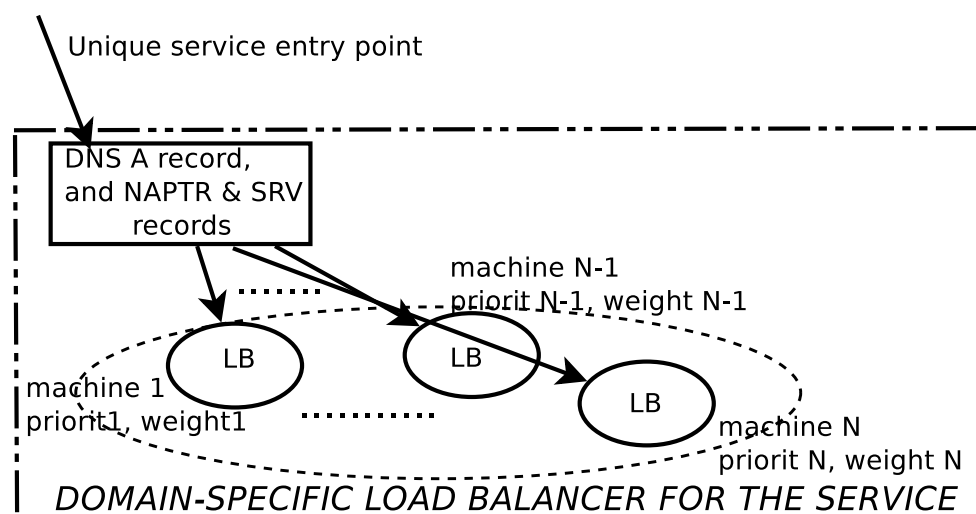 Unique service entry point
DNS A record,
and NAPTR & SRV
records
machine N-1
priorit N-1, weight N-1
LB
LB
LB
machine 1
priorit1, weight1
machine N
priorit N, weight N
DOMAIN-SPECIFIC LOAD BALANCER FOR THE SERVICE